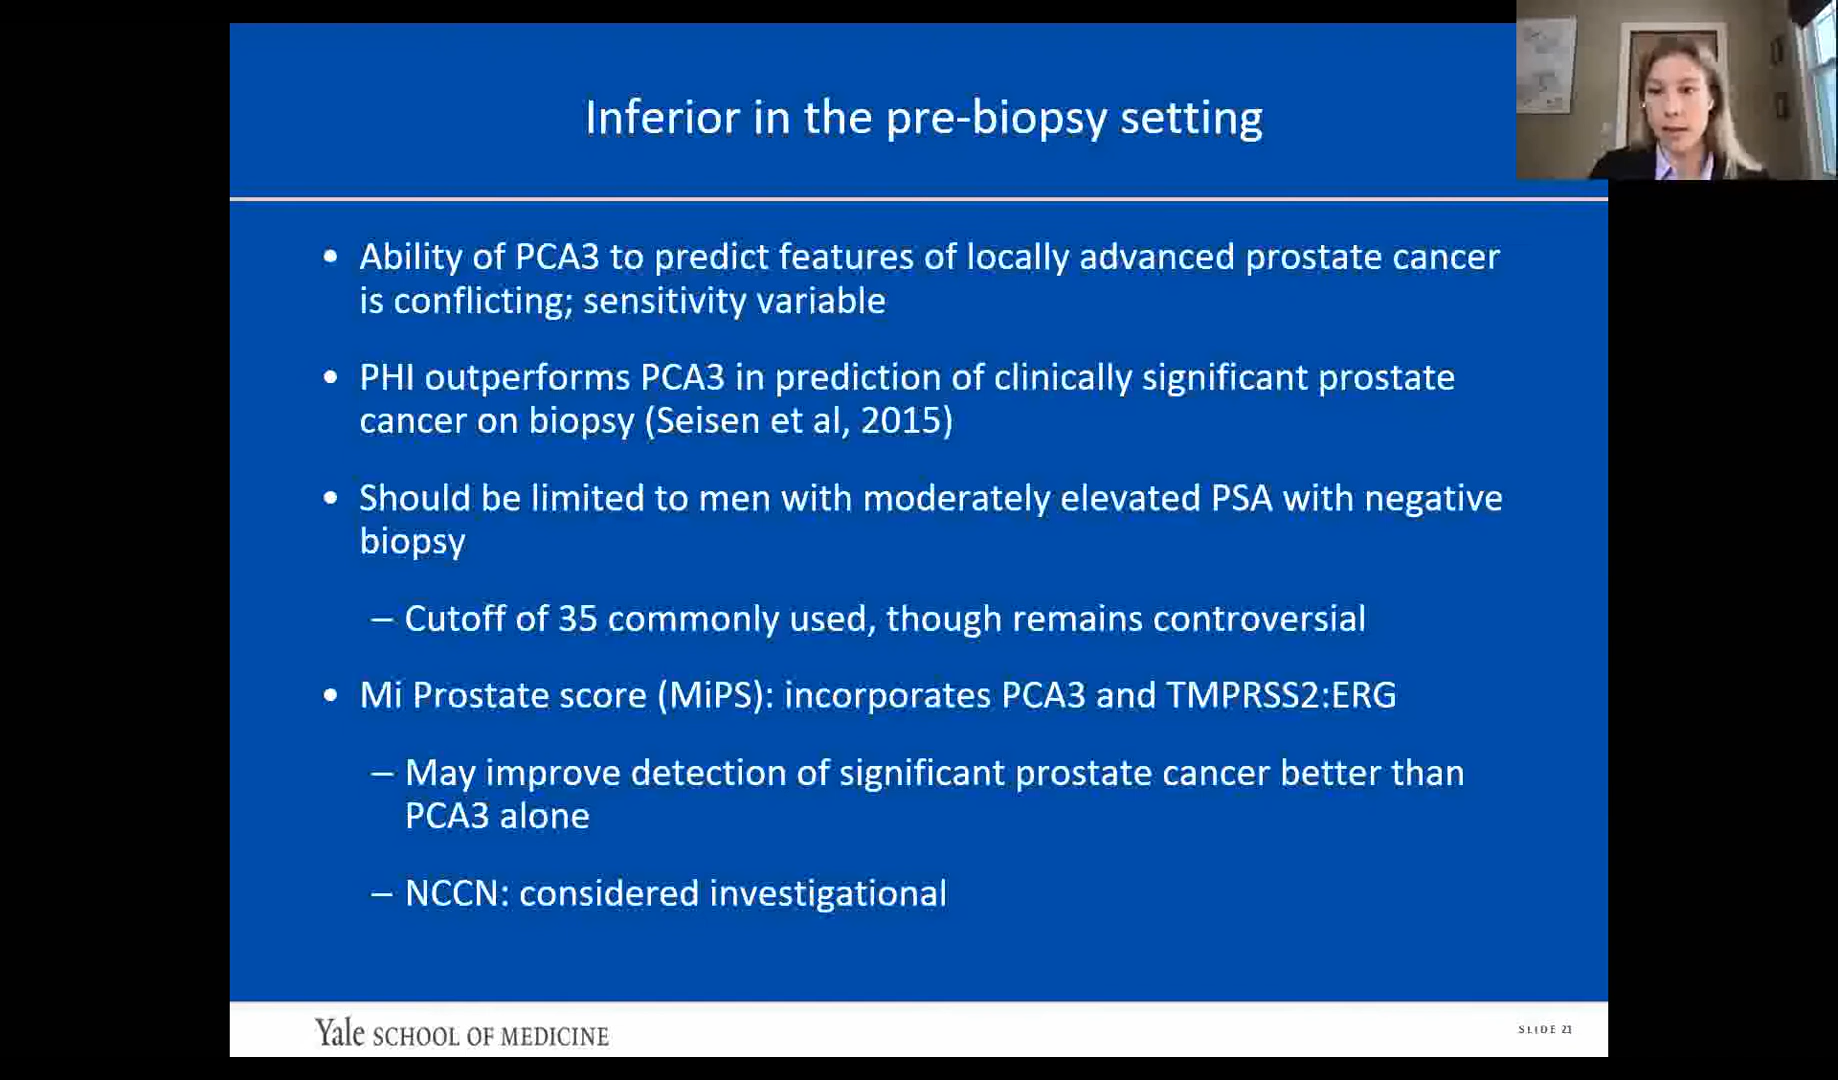 Inferior in the pre-biopsy setting
• Ability of PCA3 to predict features of locally advanced prostate cancer
is conflicting; sensitivity variable
• PHI outperforms PCA3 in prediction of clinically significant prostate
cancer on biopsy (Seisen et al, 2015)
• Should be limited to men with moderately elevated PSA with negative
biopsy
– Cutoff of 35 commonly used, though remains controversial
• Mi Prostate score (MiPS): incorporates PCA3 and TMPRSS2:ERG
– May improve detection of significant prostate cancer better than
PCA3 alone
– NCCN: considered investigational
Yale SCHOOL OF MEDICINE
SLIDE 21